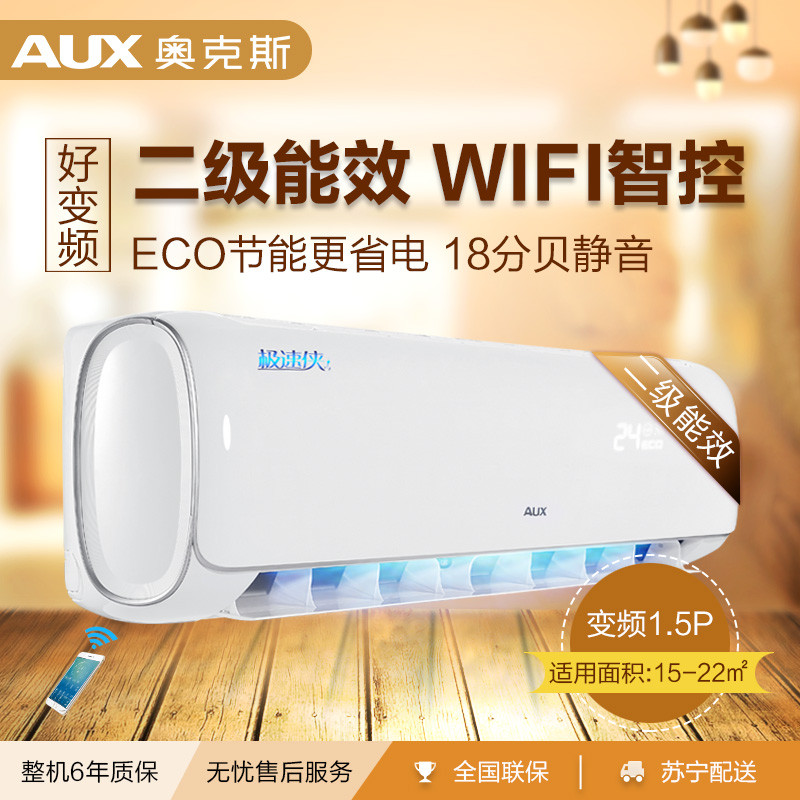 AUX 奥克斯
好变频
二级能效 WIFI智控
ECO节能更省电 18分贝静音
极速侠
二级能效
24
eco
AUX
变频1.5P
适用面积:15-22㎡
整机6年质保 无忧售后服务 全国联保 苏宁配送